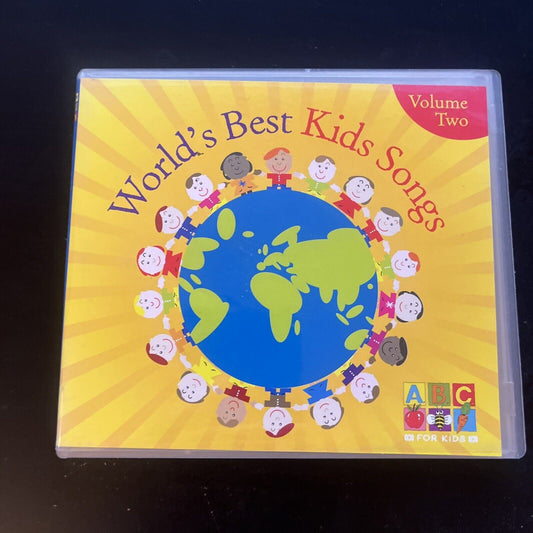 World's Best Kids Songs
Volume
Two
ABC
FOR KIDS